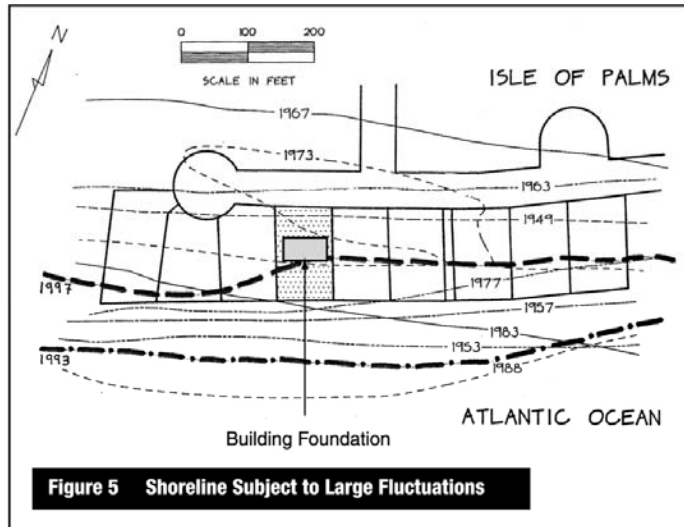 N
0 100 200
SCALE IN FEET
ISLE OF PALMS
1967
1973
1963
1949
1997
1977
1957
1983
1953
1993
1988
ATLANTIC OCEAN
Building Foundation
Figure 5 Shoreline Subject to Large Fluctuations